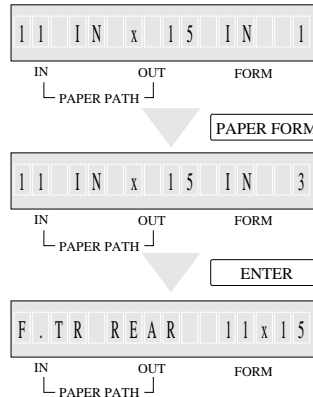 11 IN x 15 IN 1
IN OUT FORM
PAPER PATH
PAPER FORM
11 IN x 15 IN 3
IN OUT FORM
PAPER PATH
ENTER
F.TR REAR 11x15
IN OUT FORM
PAPER PATH